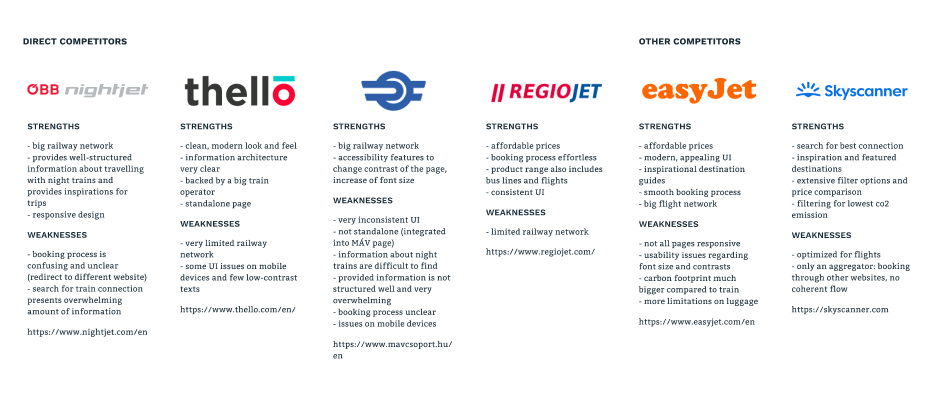 DIRECT COMPETITORS
OTHER COMPETITORS
ÖBB nightjet
STRENGTHS
- big railway network
- provides well-structured
information about travelling
with night trains and
provides inspirations for
trips
- responsive design
WEAKNESSES
- booking process is
confusing and unclear
(redirect to different website)
- search for train connection
presents overwhelming
amount of information
https://www.nightjet.com/en
thello
STRENGTHS
- clean, modern look and feel
- information architecture
very clear
- backed by a big train
operator
- standalone page
WEAKNESSES
- very limited railway
network
- some UI issues on mobile
devices and few low-contrast
texts
https://www.thello.com/en/
STRENGTHS
- big railway network
- accessibility features to
change contrast of the page,
increase of font size
WEAKNESSES
- very inconsistent UI
- not standalone (integrated
into MÁV page)
- information about night
trains are difficult to find
- provided information is not
structured well and very
overwhelming
- booking process unclear
- issues on mobile devices
https://www.mavcsoport.hu/
en
REGIOJET
STRENGTHS
- affordable prices
- booking process effortless
- product range also includes
bus lines and flights
- consistent UI
WEAKNESSES
- limited railway network
https://www.regiojet.com/
easyJet
STRENGTHS
- affordable prices
- modern, appealing UI
- inspirational destination
guides
- smooth booking process
- big flight network
WEAKNESSES
- not all pages responsive
- usability issues regarding
font size and contrasts
- carbon footprint much
bigger compared to train
- more limitations on luggage
https://www.easyjet.com/en
Skyscanner
STRENGTHS
- search for best connection
- inspiration and featured
destinations
- extensive filter options and
price comparison
- filtering for lowest co2
emission
WEAKNESSES
- optimized for flights
- only an aggregator: booking
through other websites, no
coherent flow
https://skyscanner.com